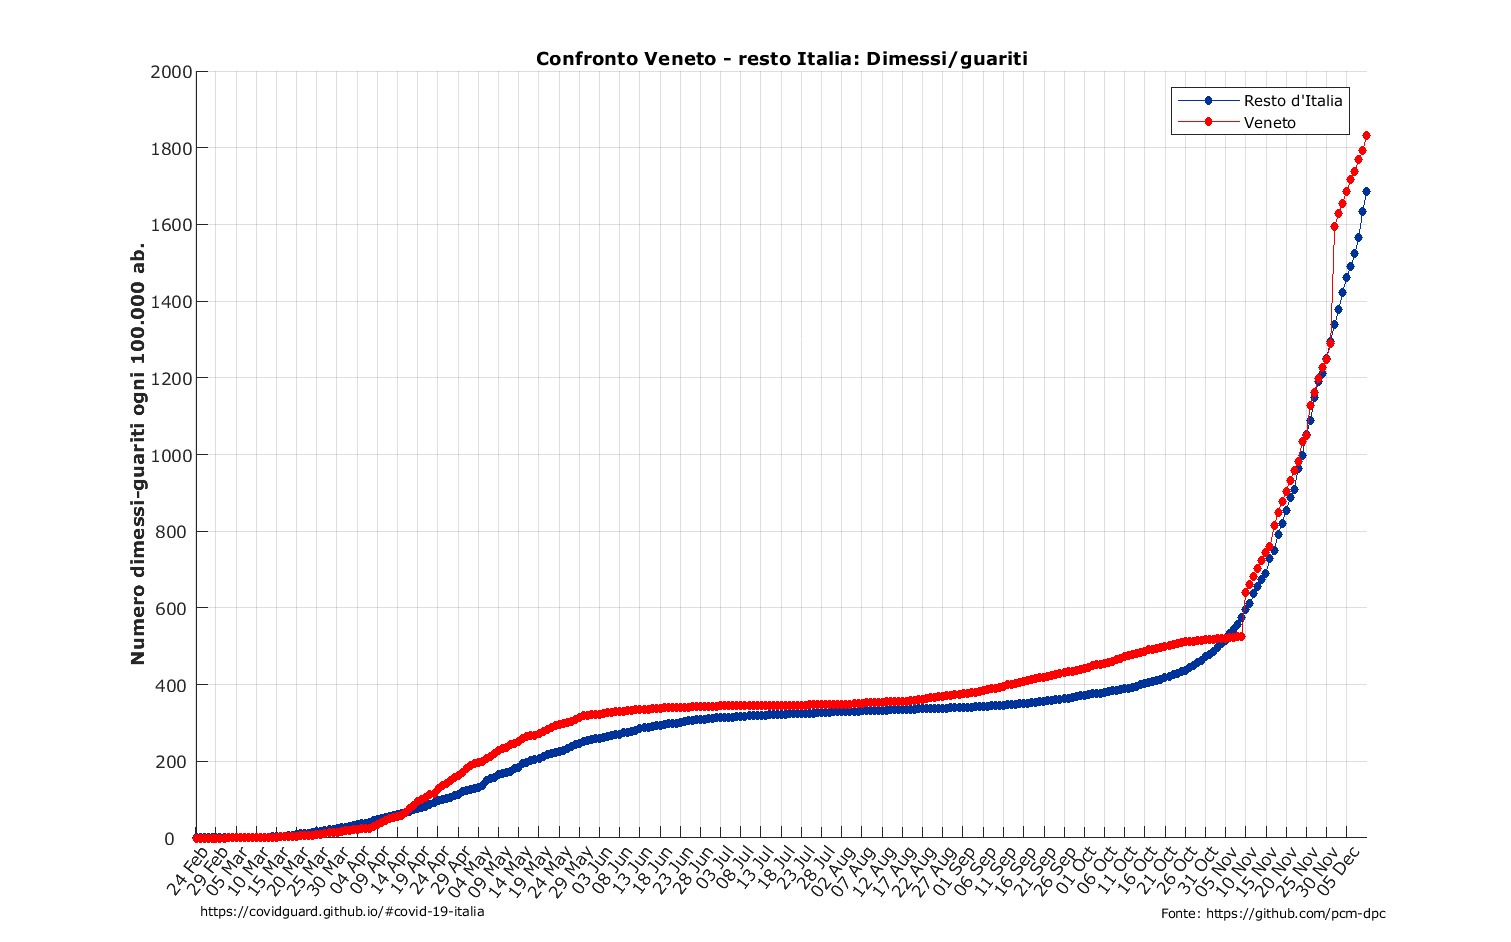 Confronto Veneto - resto Italia: Dimessi/guariti
Resto d'Italia
Veneto
Numero dimessi-guariti ogni 100.000 ab.
2000
1800
1600
1400
1200
1000
800
600
400
200
0
24 Feb
29 Feb
05 Mar
10 Mar
15 Mar
20 Mar
25 Mar
30 Mar
04 Apr
09 Apr
14 Apr
19 Apr
24 Apr
29 Apr
04 May
09 May
14 May
19 May
24 May
29 May
03 Jun
08 Jun
13 Jun
18 Jun
23 Jun
28 Jun
03 Jul
08 Jul
13 Jul
18 Jul
23 Jul
28 Jul
02 Aug
07 Aug
12 Aug
17 Aug
22 Aug
27 Aug
01 Sep
06 Sep
11 Sep
16 Sep
21 Sep
26 Sep
01 Oct
06 Oct
11 Oct
16 Oct
21 Oct
26 Oct
31 Oct
05 Nov
10 Nov
15 Nov
20 Nov
25 Nov
30 Nov
05 Dec
https://covidguard.github.io/#covid-19-italia
Fonte: https://github.com/pcm-dpc